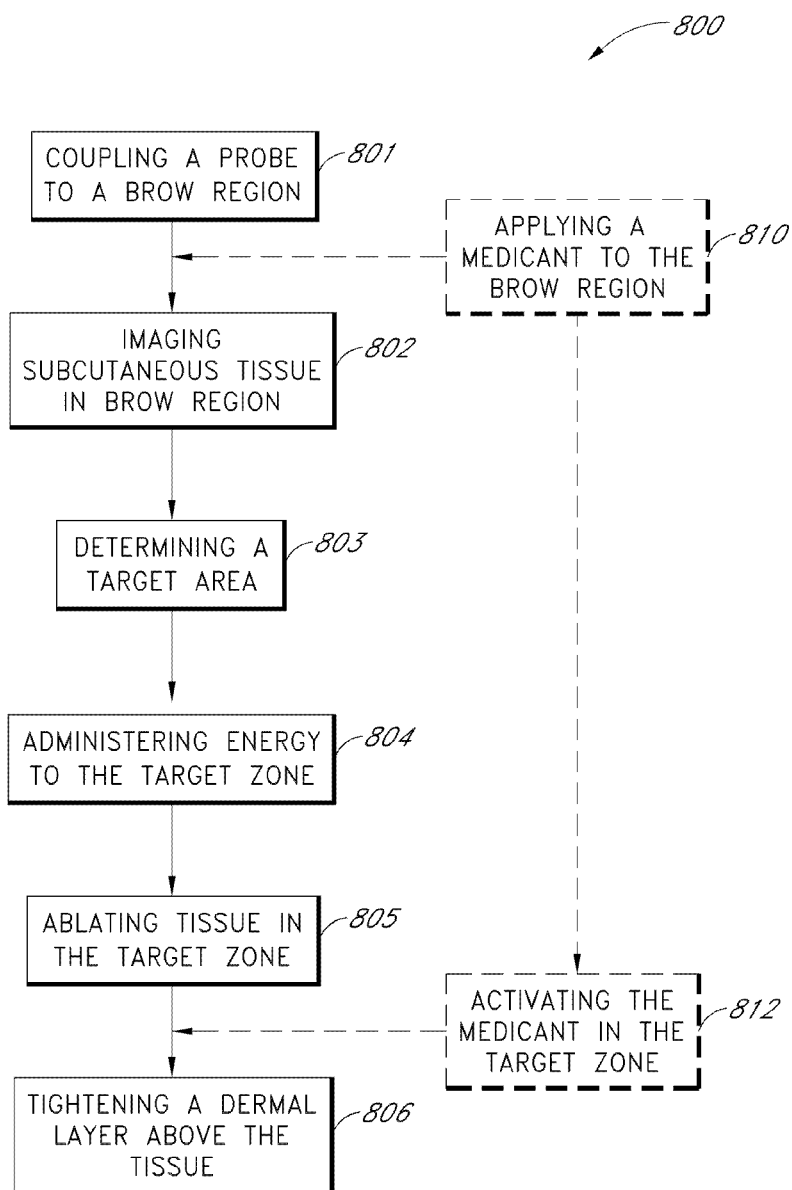 800
COUPLING A PROBE
TO A BROW REGION
801
APPLYING A
MEDICANT TO THE
BROW REGION
810
IMAGING
SUBCUTANEOUS TISSUE
IN BROW REGION
802
DETERMINING A
TARGET AREA
803
ADMINISTERING ENERGY
TO THE TARGET ZONE
804
ABLATING TISSUE IN
THE TARGET ZONE
805
ACTIVATING THE
MEDICANT IN THE
TARGET ZONE
812
TIGHTENING A DERMAL
LAYER ABOVE THE
TISSUE
806